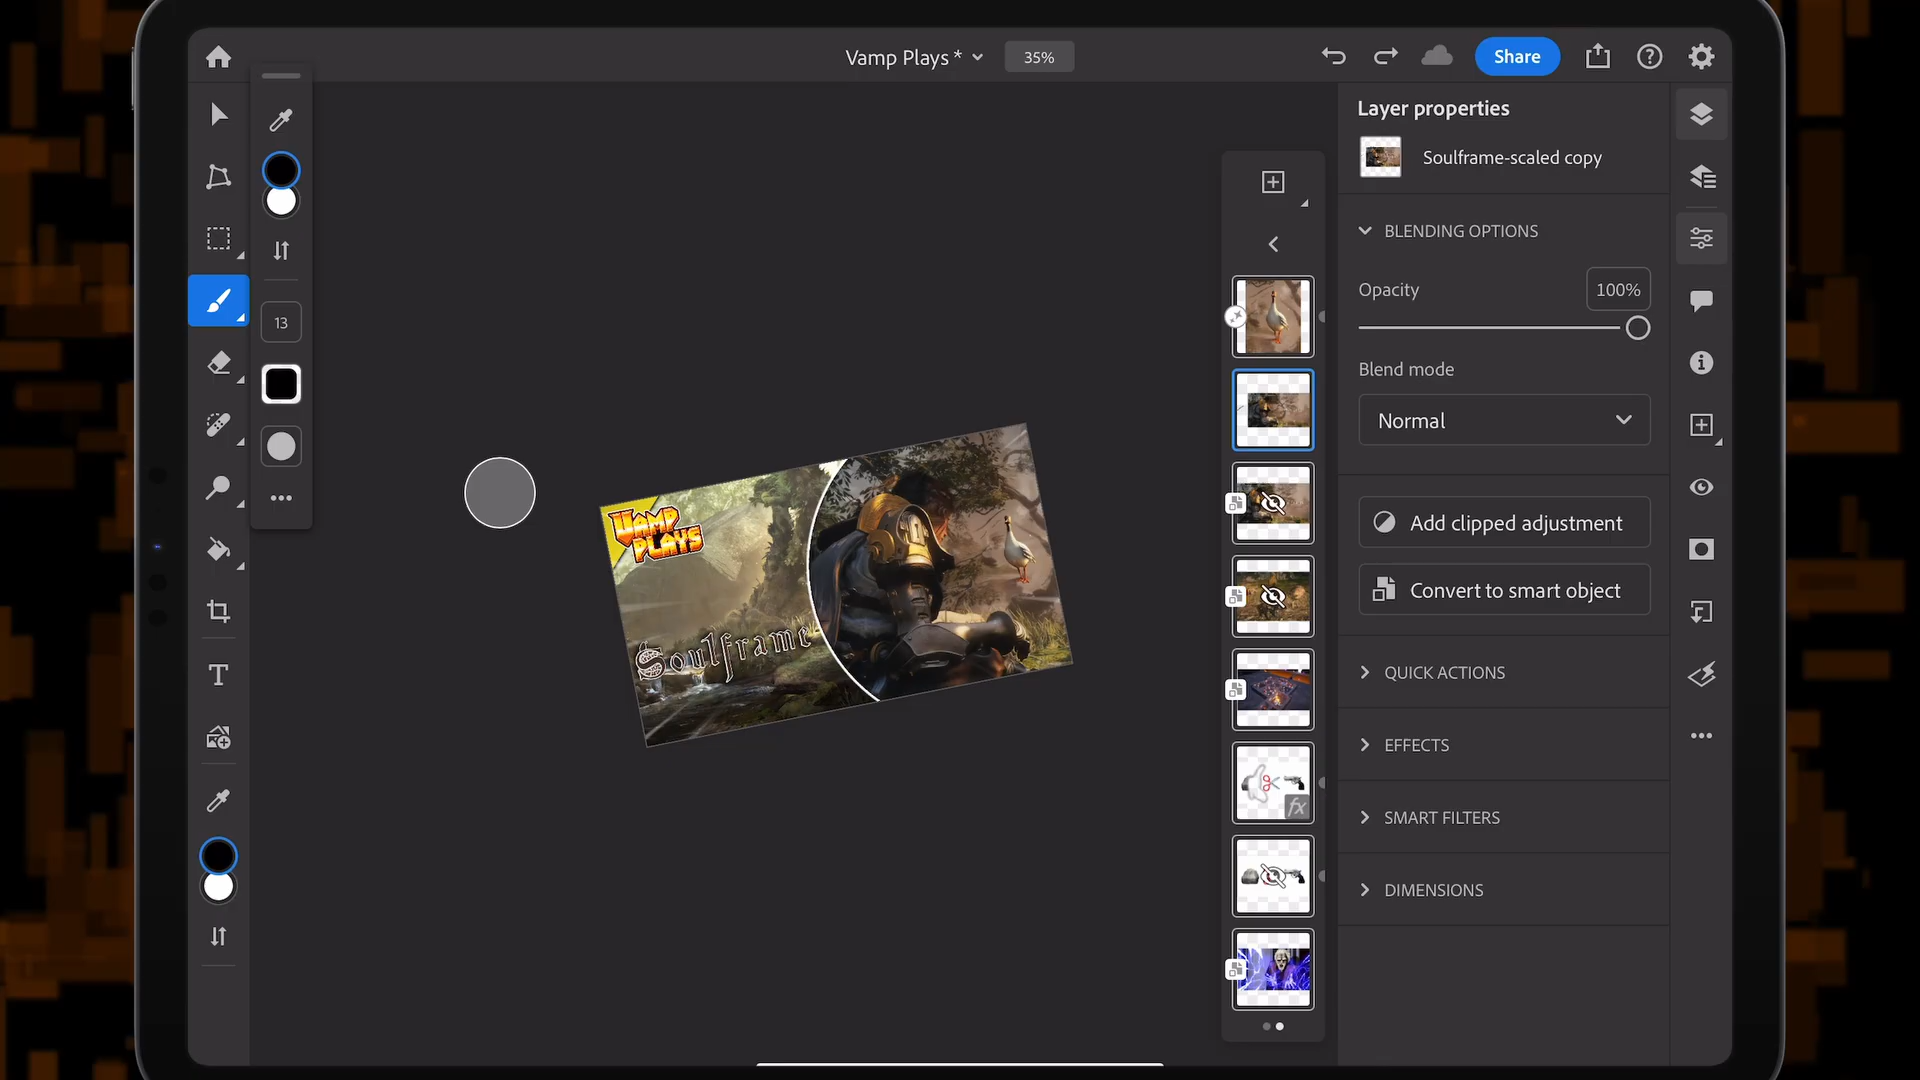 Vamp Plays *
35%
Share
Layer properties
Soulframe-scaled copy
BLENDING OPTIONS
Opacity
100%
Blend mode
Normal
Add clipped adjustment
Convert to smart object
QUICK ACTIONS
EFFECTS
SMART FILTERS
DIMENSIONS
13
VAMP
PLAYS
Soulframe
fx
T